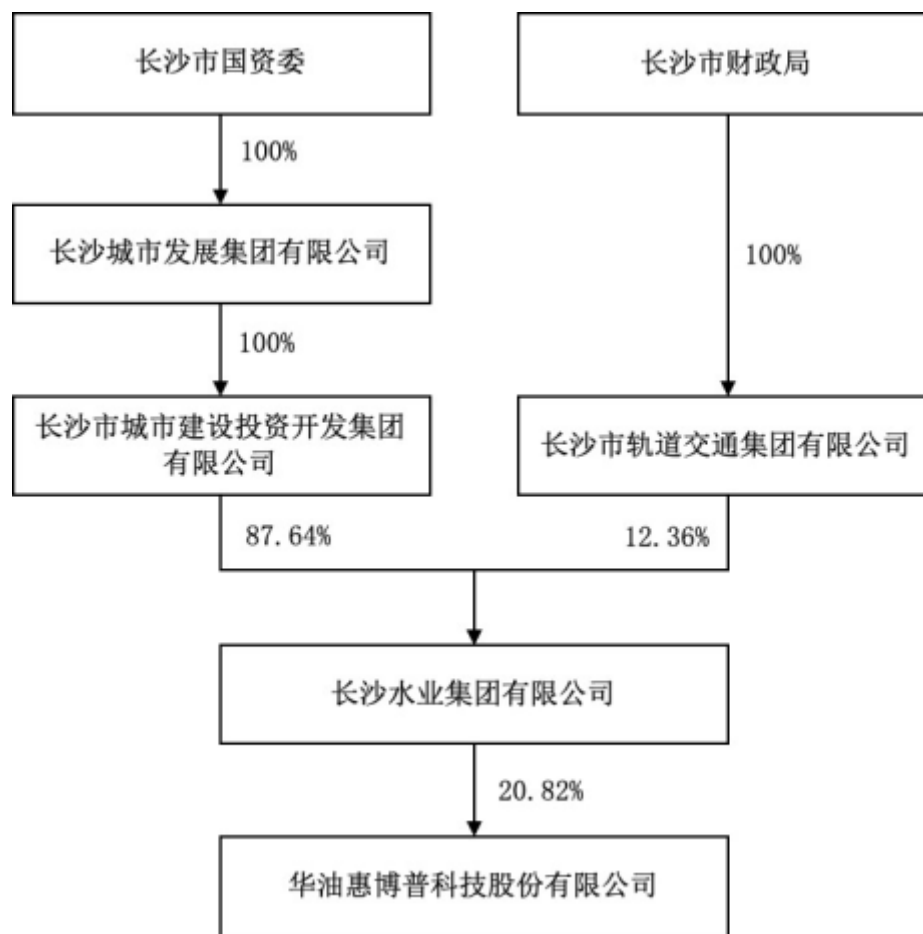 长沙市国资委
长沙市财政局
100%
长沙城市发展集团有限公司
100%
100%
长沙市城市建设投资开发集团
有限公司
长沙市轨道交通集团有限公司
87.64%
12.36%
长沙水业集团有限公司
20.82%
华油惠博普科技股份有限公司